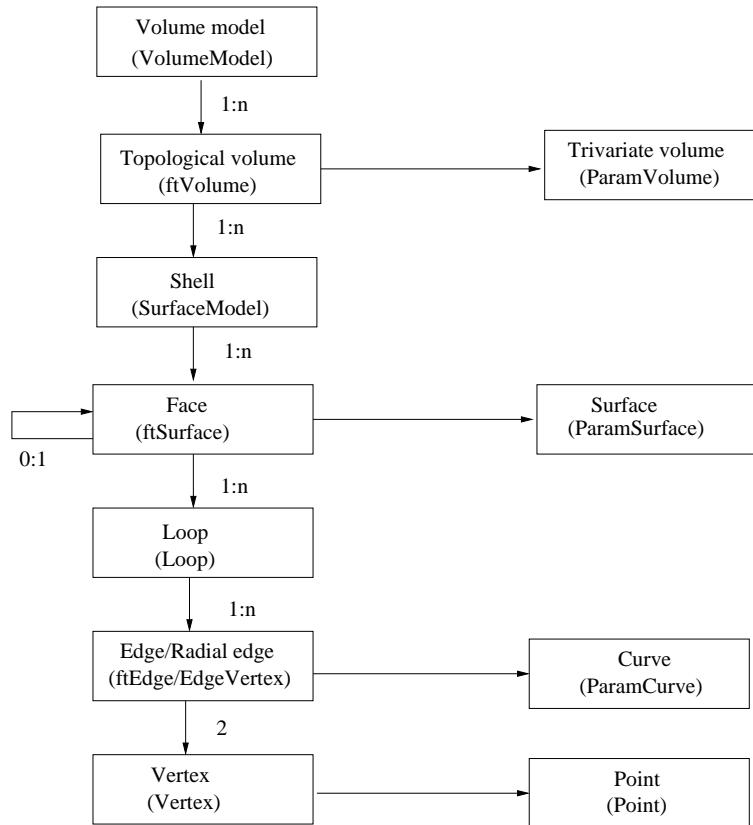 Volume model
(VolumeModel)
1:n
Topological volume
(ftVolume)
Trivariate volume
(ParamVolume)
1:n
Shell
(SurfaceModel)
1:n
Face
(ftSurface)
Surface
(ParamSurface)
0:1
1:n
Loop
(Loop)
1:n
Edge/Radial edge
(ftEdge/EdgeVertex)
Curve
(ParamCurve)
2
Vertex
(Vertex)
Point
(Point)